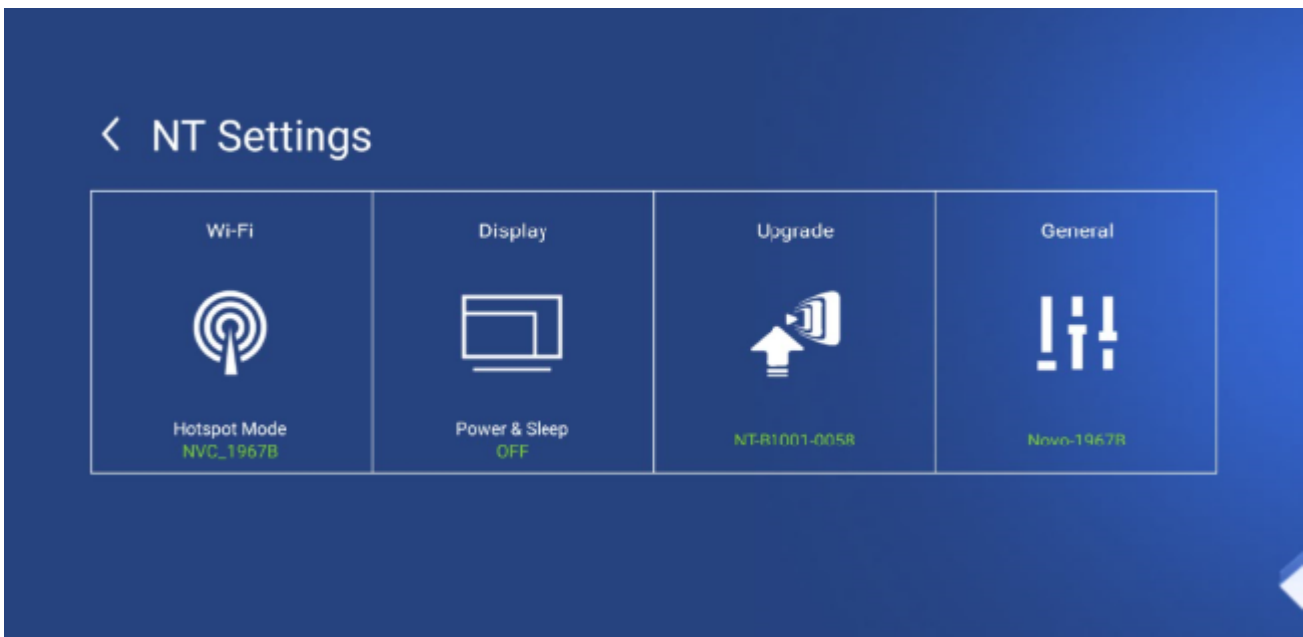 NT Settings
Wi-Fi
Display
Upgrade
General
Hotspot Mode
NVC_1967B
Power & Sleep
OFF
NT-B1001-0058
Novo-1967B